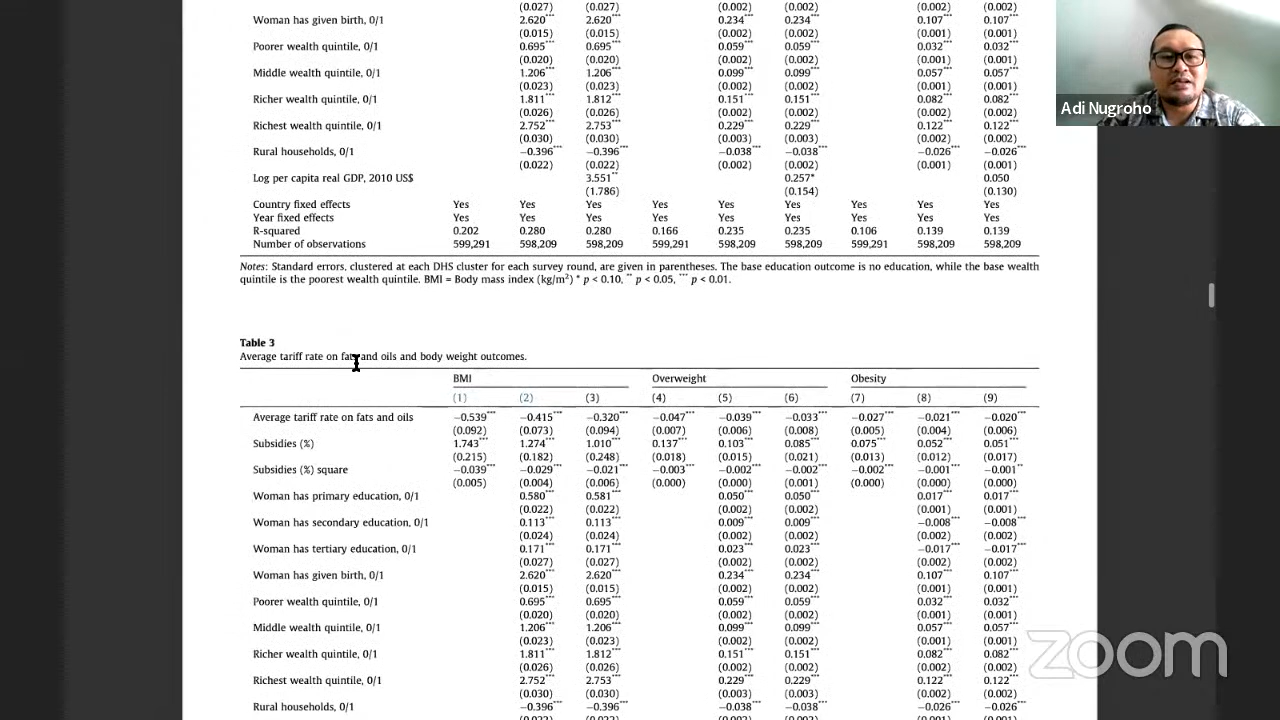 (0.027) (0.027) (0.002) (0.002) (0.002) (0.002)
Woman has given birth, 0/1 2.620*** 2.620*** 0.234*** 0.234*** 0.107*** 0.107***
(0.015) (0.015) (0.002) (0.002) (0.001) (0.001)
Poorer wealth quintile, 0/1 0.695*** 0.695*** 0.059*** 0.059*** 0.032*** 0.032***
(0.020) (0.020) (0.002) (0.002) (0.001) (0.001)
Middle wealth quintile, 0/1 1.206*** 1.206*** 0.099*** 0.099*** 0.057*** 0.057***
(0.023) (0.023) (0.002) (0.002) (0.001) (0.001)
Richer wealth quintile, 0/1 1.811*** 1.812*** 0.151*** 0.151*** 0.082*** 0.082***
(0.026) (0.026) (0.002) (0.002) (0.001) (0.001)
Richest wealth quintile, 0/1 2.752*** 2.753*** 0.229*** 0.229*** 0.122*** 0.122***
(0.030) (0.030) (0.003) (0.003) (0.002) (0.002)
Rural households, 0/1 −0.396*** −0.396*** −0.038*** −0.038*** −0.026*** −0.026***
(0.022) (0.022) (0.002) (0.002) (0.001) (0.001)
Log per capita real GDP, 2010 US$ 3.551** 0.257* 0.050
(1.786) (0.154) (0.130)
Country fixed effects Yes Yes Yes Yes Yes Yes Yes Yes Yes
Year fixed effects Yes Yes Yes Yes Yes Yes Yes Yes Yes
R-squared 0.202 0.280 0.280 0.166 0.235 0.235 0.106 0.139 0.139
Number of observations 599,291 598,209 598,209 599,291 598,209 598,209 599,291 598,209 598,209
Notes: Standard errors, clustered at each DHS cluster for each survey round, are given in parentheses. The base education outcome is no education, while the base wealth
quintile is the poorest wealth quintile. BMI = Body mass index (kg/m²) * p < 0.10, ** p < 0.05, *** p < 0.01.
Table 3
Average tariff rate on fats and oils and body weight outcomes.
BMI Overweight Obesity
(1) (2) (3) (4) (5) (6) (7) (8) (9)
Average tariff rate on fats and oils −0.539*** −0.415*** −0.320*** −0.047*** −0.039*** −0.033*** −0.027*** −0.021*** −0.020***
(0.092) (0.073) (0.094) (0.007) (0.006) (0.008) (0.005) (0.004) (0.006)
Subsidies (%) 1.743*** 1.274*** 1.010*** 0.137*** 0.103*** 0.085*** 0.075*** 0.052*** 0.051***
(0.215) (0.182) (0.248) (0.018) (0.015) (0.021) (0.013) (0.012) (0.017)
Subsidies (%) square −0.039*** −0.029*** −0.021*** −0.003*** −0.002*** −0.002*** −0.002*** −0.001*** −0.001**
(0.005) (0.004) (0.006) (0.000) (0.000) (0.001) (0.000) (0.000) (0.000)
Woman has primary education, 0/1 0.580*** 0.581*** 0.050*** 0.050*** 0.017*** 0.017***
(0.022) (0.022) (0.002) (0.002) (0.001) (0.001)
Woman has secondary education, 0/1 0.113*** 0.113*** 0.009*** 0.009*** −0.008*** −0.008***
(0.024) (0.024) (0.002) (0.002) (0.001) (0.001)
Woman has tertiary education, 0/1 0.171*** 0.171*** 0.023*** 0.023*** −0.017*** −0.017***
(0.027) (0.027) (0.002) (0.002) (0.002) (0.002)
Woman has given birth, 0/1 2.620*** 2.620*** 0.234*** 0.234*** 0.107*** 0.107***
(0.015) (0.015) (0.002) (0.002) (0.001) (0.001)
Poorer wealth quintile, 0/1 0.695*** 0.695*** 0.059*** 0.059*** 0.032*** 0.032***
(0.020) (0.020) (0.002) (0.002) (0.001) (0.001)
Middle wealth quintile, 0/1 1.206*** 1.206*** 0.099*** 0.099*** 0.057*** 0.057***
(0.023) (0.023) (0.002) (0.002) (0.001) (0.001)
Richer wealth quintile, 0/1 1.811*** 1.812*** 0.151*** 0.151*** 0.082*** 0.082***
(0.026) (0.026) (0.002) (0.002) (0.001) (0.001)
Richest wealth quintile, 0/1 2.752*** 2.753*** 0.229*** 0.229*** 0.122*** 0.122***
(0.030) (0.030) (0.003) (0.003) (0.002) (0.002)
Rural households, 0/1 −0.396*** −0.396*** −0.038*** −0.038*** −0.026*** −0.026***
Adi Nugroho
zoom